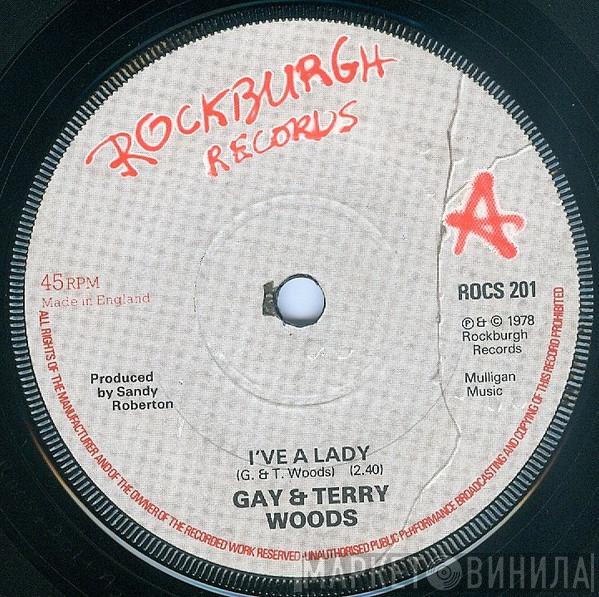 ROCKBURGH
RECORDS
A
45 RPM
Made in England
ROCS 201
℗ & © 1978
Rockburgh
Records
Produced
by Sandy
Roberton
Mulligan
Music
I'VE A LADY
(G. & T. Woods) (2.40)
GAY & TERRY
WOODS
ALL RIGHTS OF THE MANUFACTURER AND OF THE OWNER OF THE RECORDED WORK RESERVED · UNAUTHORISED PUBLIC PERFORMANCE BROADCASTING AND COPYING OF THIS RECORD PROHIBITED
МАРКЕТ ВИНИЛА